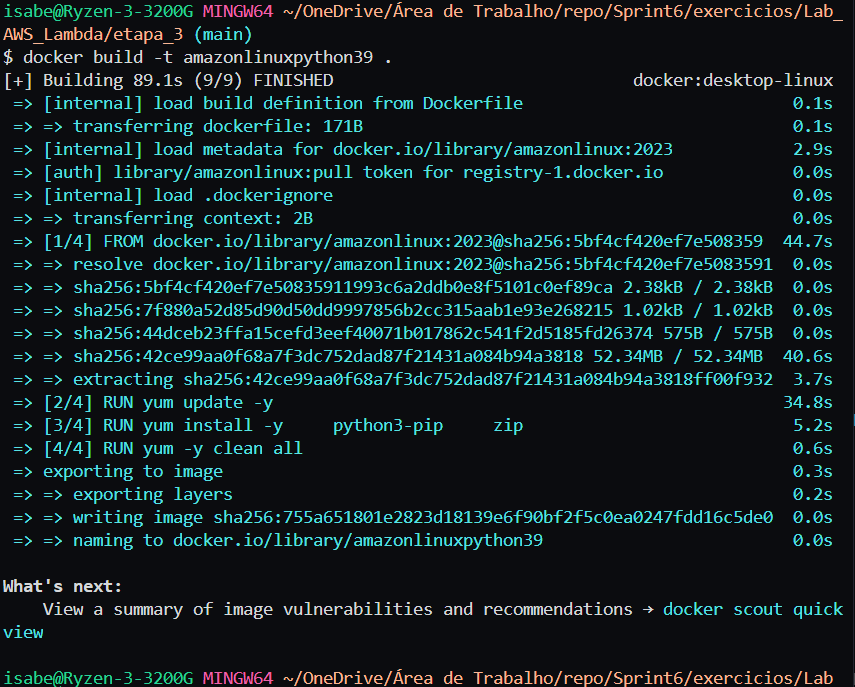 isabe@Ryzen-3-3200G MINGW64 ~/OneDrive/Área de Trabalho/repo/Sprint6/exercicios/Lab_
AWS_Lambda/etapa_3 (main)
$ docker build -t amazonlinuxpython39 .
[+] Building 89.1s (9/9) FINISHED docker:desktop-linux
=> [internal] load build definition from Dockerfile 0.1s
=> => transferring dockerfile: 171B 0.1s
=> [internal] load metadata for docker.io/library/amazonlinux:2023 2.9s
=> [auth] library/amazonlinux:pull token for registry-1.docker.io 0.0s
=> [internal] load .dockerignore 0.0s
=> => transferring context: 2B 0.0s
=> [1/4] FROM docker.io/library/amazonlinux:2023@sha256:5bf4cf420ef7e508359 44.7s
=> => resolve docker.io/library/amazonlinux:2023@sha256:5bf4cf420ef7e5083591 0.0s
=> => sha256:5bf4cf420ef7e50835911993c6a2ddb0e8f5101c0ef89ca 2.38kB / 2.38kB 0.0s
=> => sha256:7f880a52d85d90d50dd9997856b2cc315aab1e93e268215 1.02kB / 1.02kB 0.0s
=> => sha256:44dceb23ffa15cefd3eef40071b017862c541f2d5185fd26374 575B / 575B 0.0s
=> => sha256:42ce99aa0f68a7f3dc752dad87f21431a084b94a3818 52.34MB / 52.34MB 40.6s
=> => extracting sha256:42ce99aa0f68a7f3dc752dad87f21431a084b94a3818ff00f932 3.7s
=> [2/4] RUN yum update -y 34.8s
=> [3/4] RUN yum install -y     python3-pip     zip 5.2s
=> [4/4] RUN yum -y clean all 0.6s
=> exporting to image 0.3s
=> => exporting layers 0.2s
=> => writing image sha256:755a651801e2823d18139e6f90bf2f5c0ea0247fdd16c5de0 0.0s
=> => naming to docker.io/library/amazonlinuxpython39 0.0s
What's next:
View a summary of image vulnerabilities and recommendations → docker scout quick
view
isabe@Ryzen-3-3200G MINGW64 ~/OneDrive/Área de Trabalho/repo/Sprint6/exercicios/Lab_